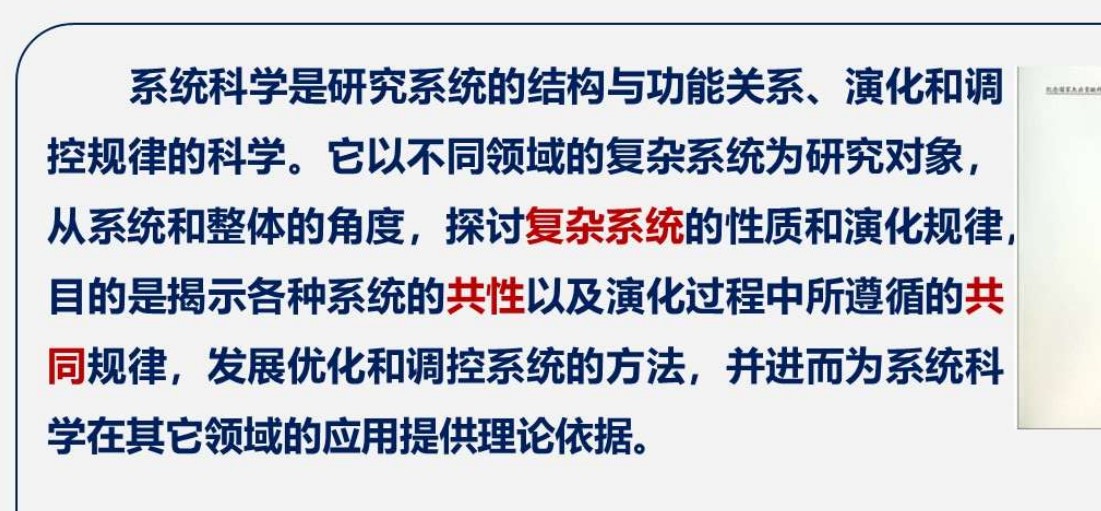 系统科学是研究系统的结构与功能关系、演化和调
控规律的科学。它以不同领域的复杂系统为研究对象，
从系统和整体的角度，探讨复杂系统的性质和演化规律，
目的是揭示各种系统的共性以及演化过程中所遵循的共
同规律，发展优化和调控系统的方法，并进而为系统科
学在其它领域的应用提供理论依据。